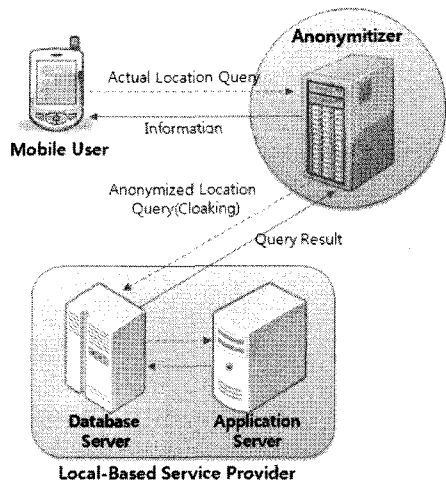 Anonymitizer
Actual Location Query
Information
Mobile User
Anonymized Location
Query(Cloaking)
Query Result
Database
Server
Application
Server
Local-Based Service Provider